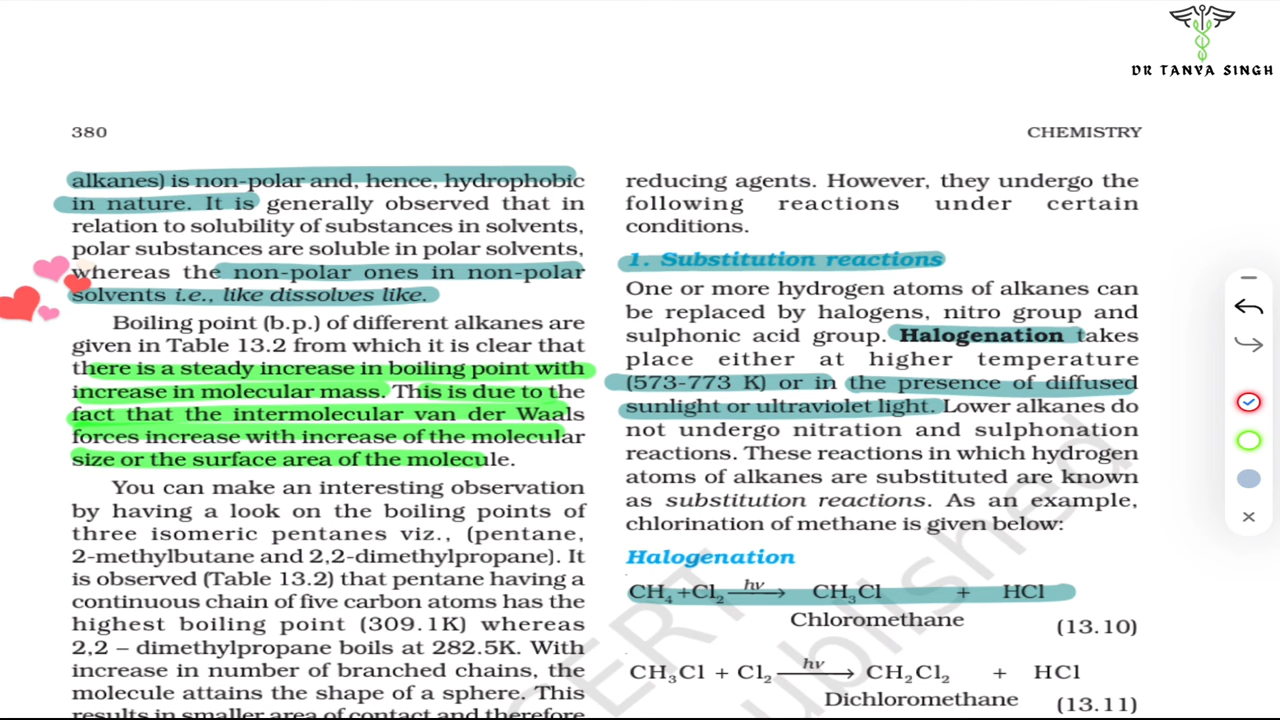 DR TANYA SINGH
380
CHEMISTRY
alkanes) is non-polar and, hence, hydrophobic
in nature. It is generally observed that in
relation to solubility of substances in solvents,
polar substances are soluble in polar solvents,
whereas the non-polar ones in non-polar
solvents i.e., like dissolves like.
Boiling point (b.p.) of different alkanes are
given in Table 13.2 from which it is clear that
there is a steady increase in boiling point with
increase in molecular mass. This is due to the
fact that the intermolecular van der Waals
forces increase with increase of the molecular
size or the surface area of the molecule.
You can make an interesting observation
by having a look on the boiling points of
three isomeric pentanes viz., (pentane,
2-methylbutane and 2,2-dimethylpropane). It
is observed (Table 13.2) that pentane having a
continuous chain of five carbon atoms has the
highest boiling point (309.1K) whereas
2,2 – dimethylpropane boils at 282.5K. With
increase in number of branched chains, the
molecule attains the shape of a sphere. This
results in smaller area of contact and therefore
reducing agents. However, they undergo the
following reactions under certain
conditions.
1. Substitution reactions
One or more hydrogen atoms of alkanes can
be replaced by halogens, nitro group and
sulphonic acid group. Halogenation takes
place either at higher temperature
(573-773 K) or in the presence of diffused
sunlight or ultraviolet light. Lower alkanes do
not undergo nitration and sulphonation
reactions. These reactions in which hydrogen
atoms of alkanes are substituted are known
as substitution reactions. As an example,
chlorination of methane is given below:
Halogenation
CH₄ +Cl₂ —hν→ CH₃Cl + HCl
Chloromethane (13.10)
CH₃Cl + Cl₂ —hν→ CH₂Cl₂ + HCl
Dichloromethane (13.11)